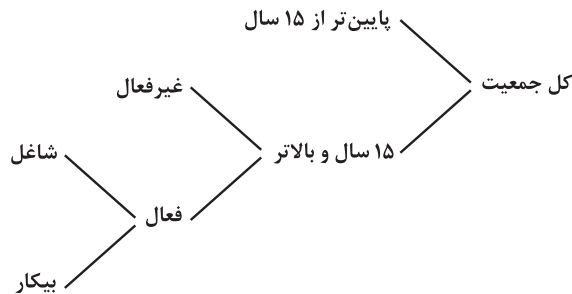 پایین‌تر از ۱۵ سال
کل جمعیت
غیرفعال
۱۵ سال و بالاتر
شاغل
فعال
بیکار